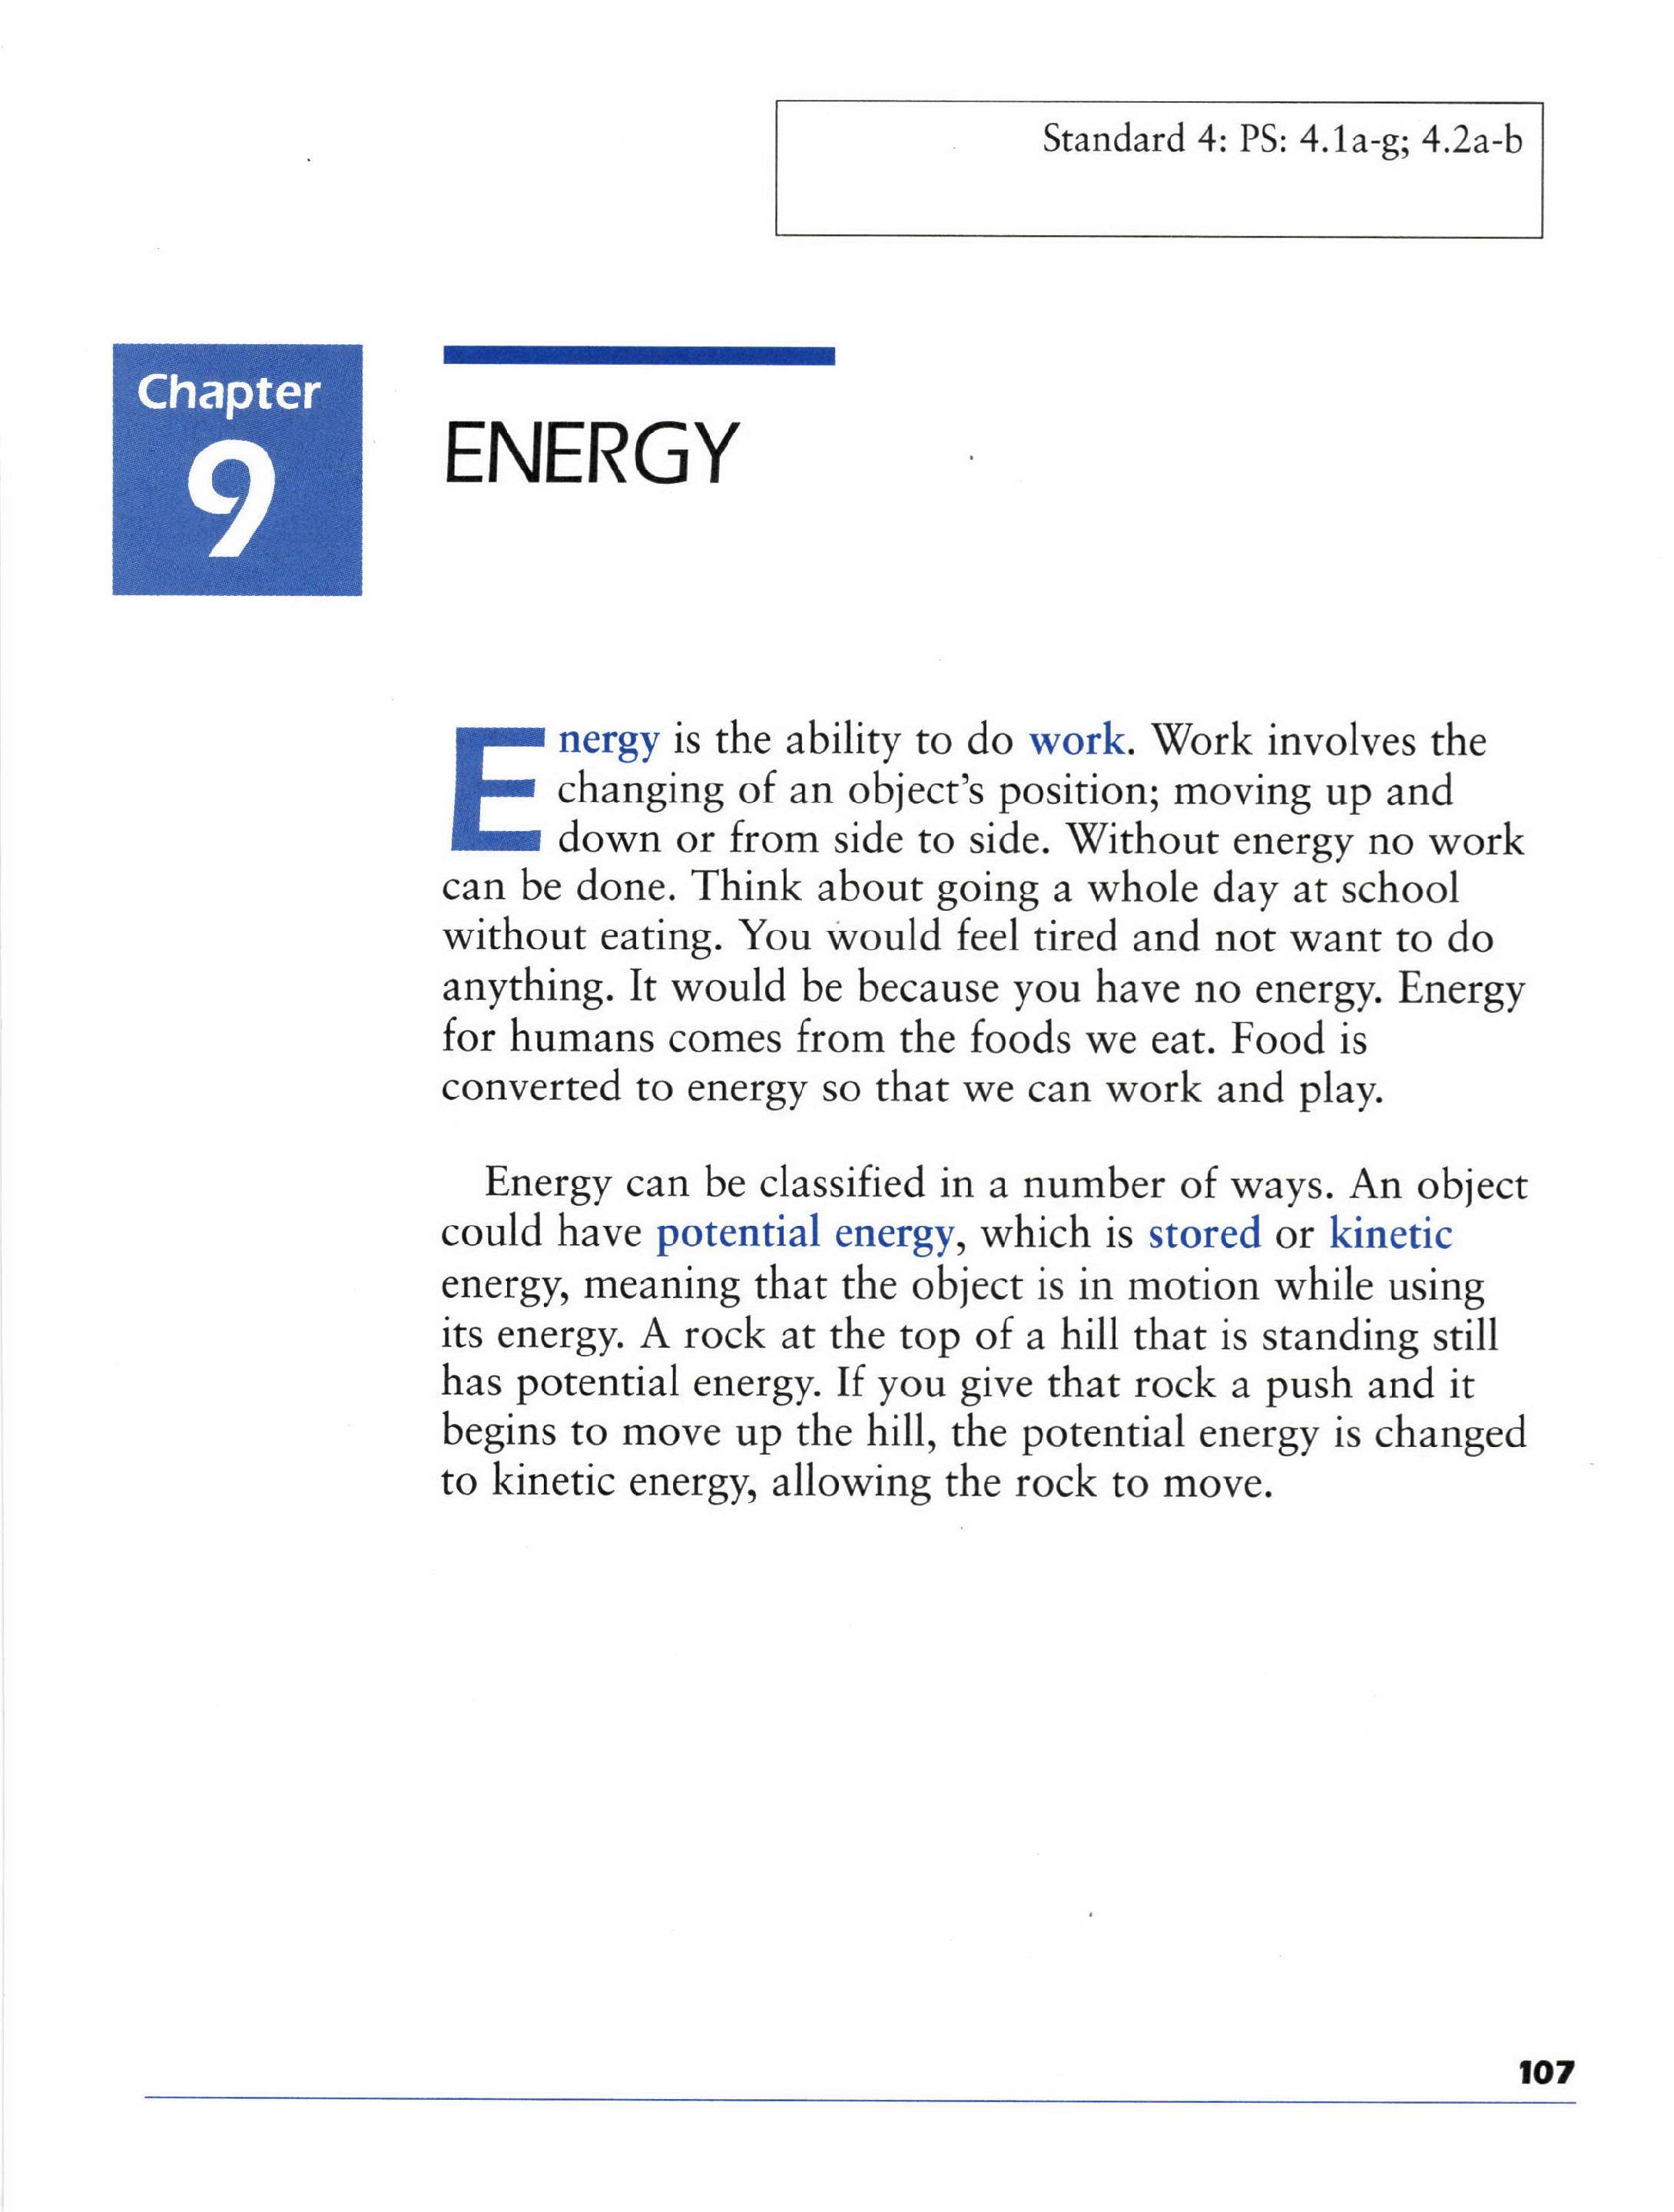 Standard 4: PS: 4.1a-g; 4.2a-b
Chapter
9
ENERGY
Energy is the ability to do work. Work involves the
changing of an object's position; moving up and
down or from side to side. Without energy no work
can be done. Think about going a whole day at school
without eating. You would feel tired and not want to do
anything. It would be because you have no energy. Energy
for humans comes from the foods we eat. Food is
converted to energy so that we can work and play.
Energy can be classified in a number of ways. An object
could have potential energy, which is stored or kinetic
energy, meaning that the object is in motion while using
its energy. A rock at the top of a hill that is standing still
has potential energy. If you give that rock a push and it
begins to move up the hill, the potential energy is changed
to kinetic energy, allowing the rock to move.
107